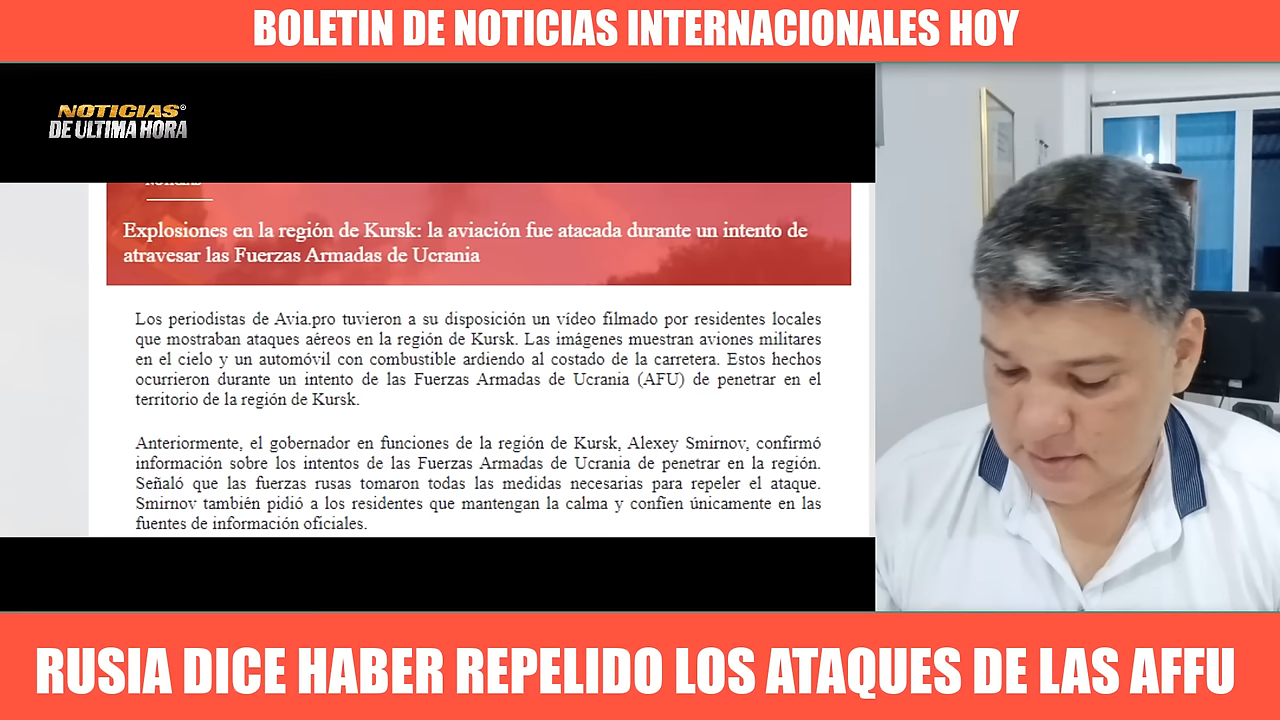 BOLETIN DE NOTICIAS INTERNACIONALES HOY
NOTICIAS®
DE ULTIMA HORA
NOTICIAS
Explosiones en la región de Kursk: la aviación fue atacada durante un intento de
atravesar las Fuerzas Armadas de Ucrania
Los periodistas de Avia.pro tuvieron a su disposición un vídeo filmado por residentes locales
que mostraban ataques aéreos en la región de Kursk. Las imágenes muestran aviones militares
en el cielo y un automóvil con combustible ardiendo al costado de la carretera. Estos hechos
ocurrieron durante un intento de las Fuerzas Armadas de Ucrania (AFU) de penetrar en el
territorio de la región de Kursk.
Anteriormente, el gobernador en funciones de la región de Kursk, Alexey Smirnov, confirmó
información sobre los intentos de las Fuerzas Armadas de Ucrania de penetrar en la región.
Señaló que las fuerzas rusas tomaron todas las medidas necesarias para repeler el ataque.
Smirnov también pidió a los residentes que mantengan la calma y confíen únicamente en las
fuentes de información oficiales.
RUSIA DICE HABER REPELIDO LOS ATAQUES DE LAS AFFU